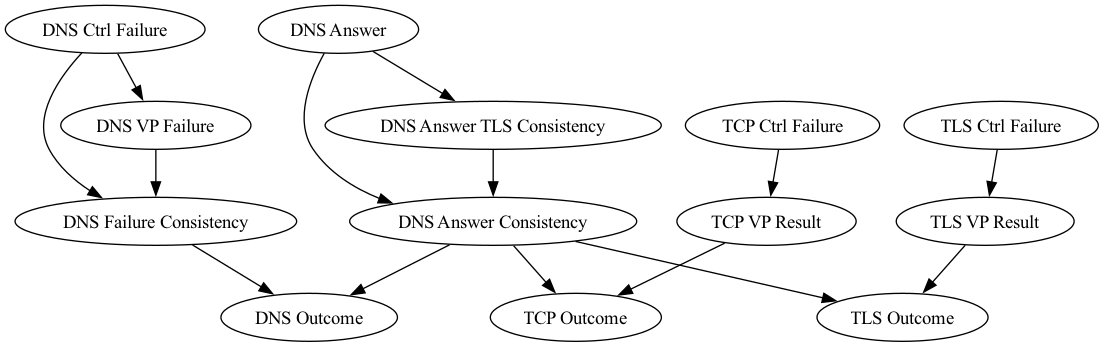 DNS Ctrl Failure
DNS Answer
DNS VP Failure
DNS Answer TLS Consistency
TCP Ctrl Failure
TLS Ctrl Failure
DNS Failure Consistency
DNS Answer Consistency
TCP VP Result
TLS VP Result
DNS Outcome
TCP Outcome
TLS Outcome